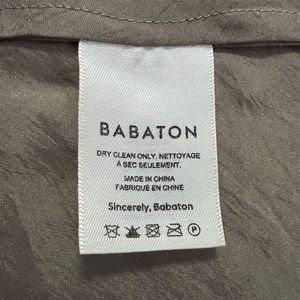 BABATON
DRY CLEAN ONLY. NETTOYAGE
À SEC SEULEMENT.
MADE IN CHINA
FABRIQUÉ EN CHINE
Sincerely, Babaton